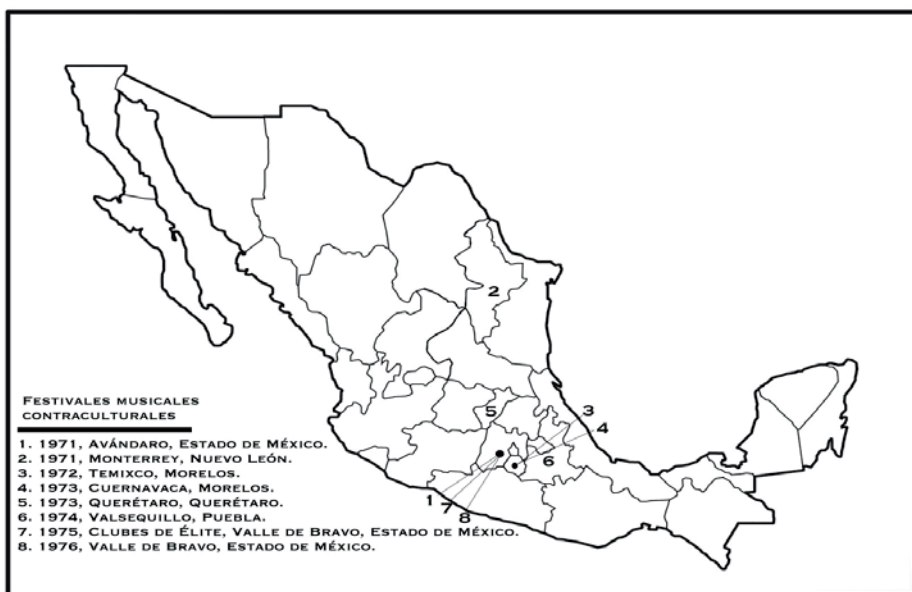 2
FESTIVALES MUSICALES
CONTRACULTURALES
1. 1971, AVÁNDARO, ESTADO DE MÉXICO.
2. 1971, MONTERREY, NUEVO LEÓN.
3. 1972, TEMIXCO, MORELOS.
4. 1973, CUERNAVACA, MORELOS.
5. 1973, QUERÉTARO, QUERÉTARO.
6. 1974, VALSEQUILLO, PUEBLA.
7. 1975, CLUBES DE ÉLITE, VALLE DE BRAVO, ESTADO DE MÉXICO.
8. 1976, VALLE DE BRAVO, ESTADO DE MÉXICO.
5
3
4
6
1
7
8